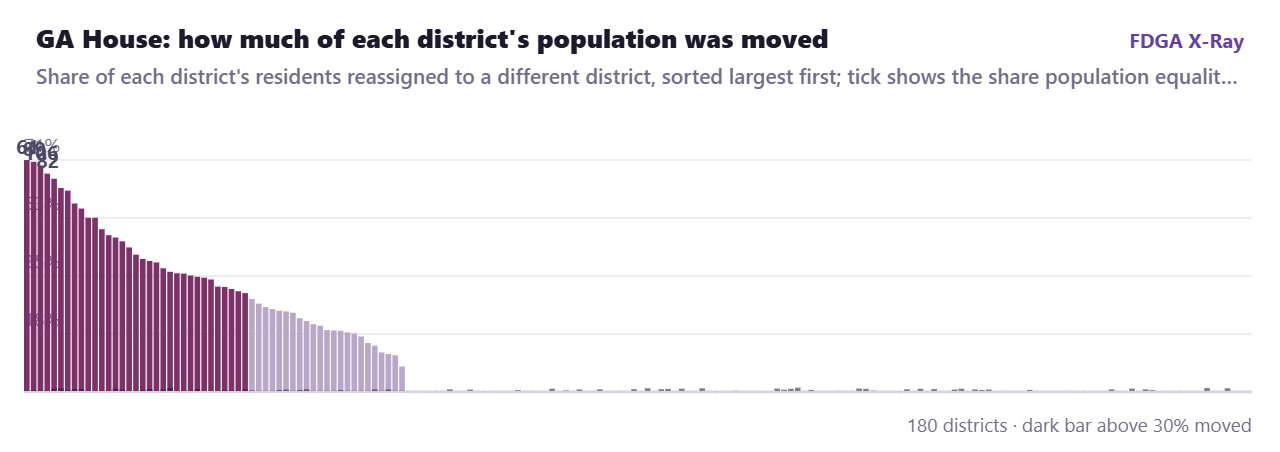 GA House: how much of each district's population was moved
FDGA X-Ray
Share of each district's residents reassigned to a different district, sorted largest first; tick shows the share population equalit…
82
180 districts · dark bar above 30% moved